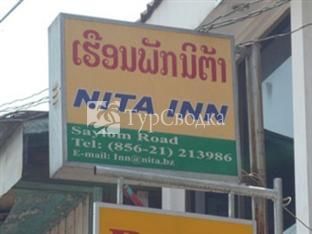 ເຮືອນພັກນິຕ້າ
NITA INN
ТурСводка
Saylom Road
Tel: (856-21) 213986
E-mail: Inn@nita.bz